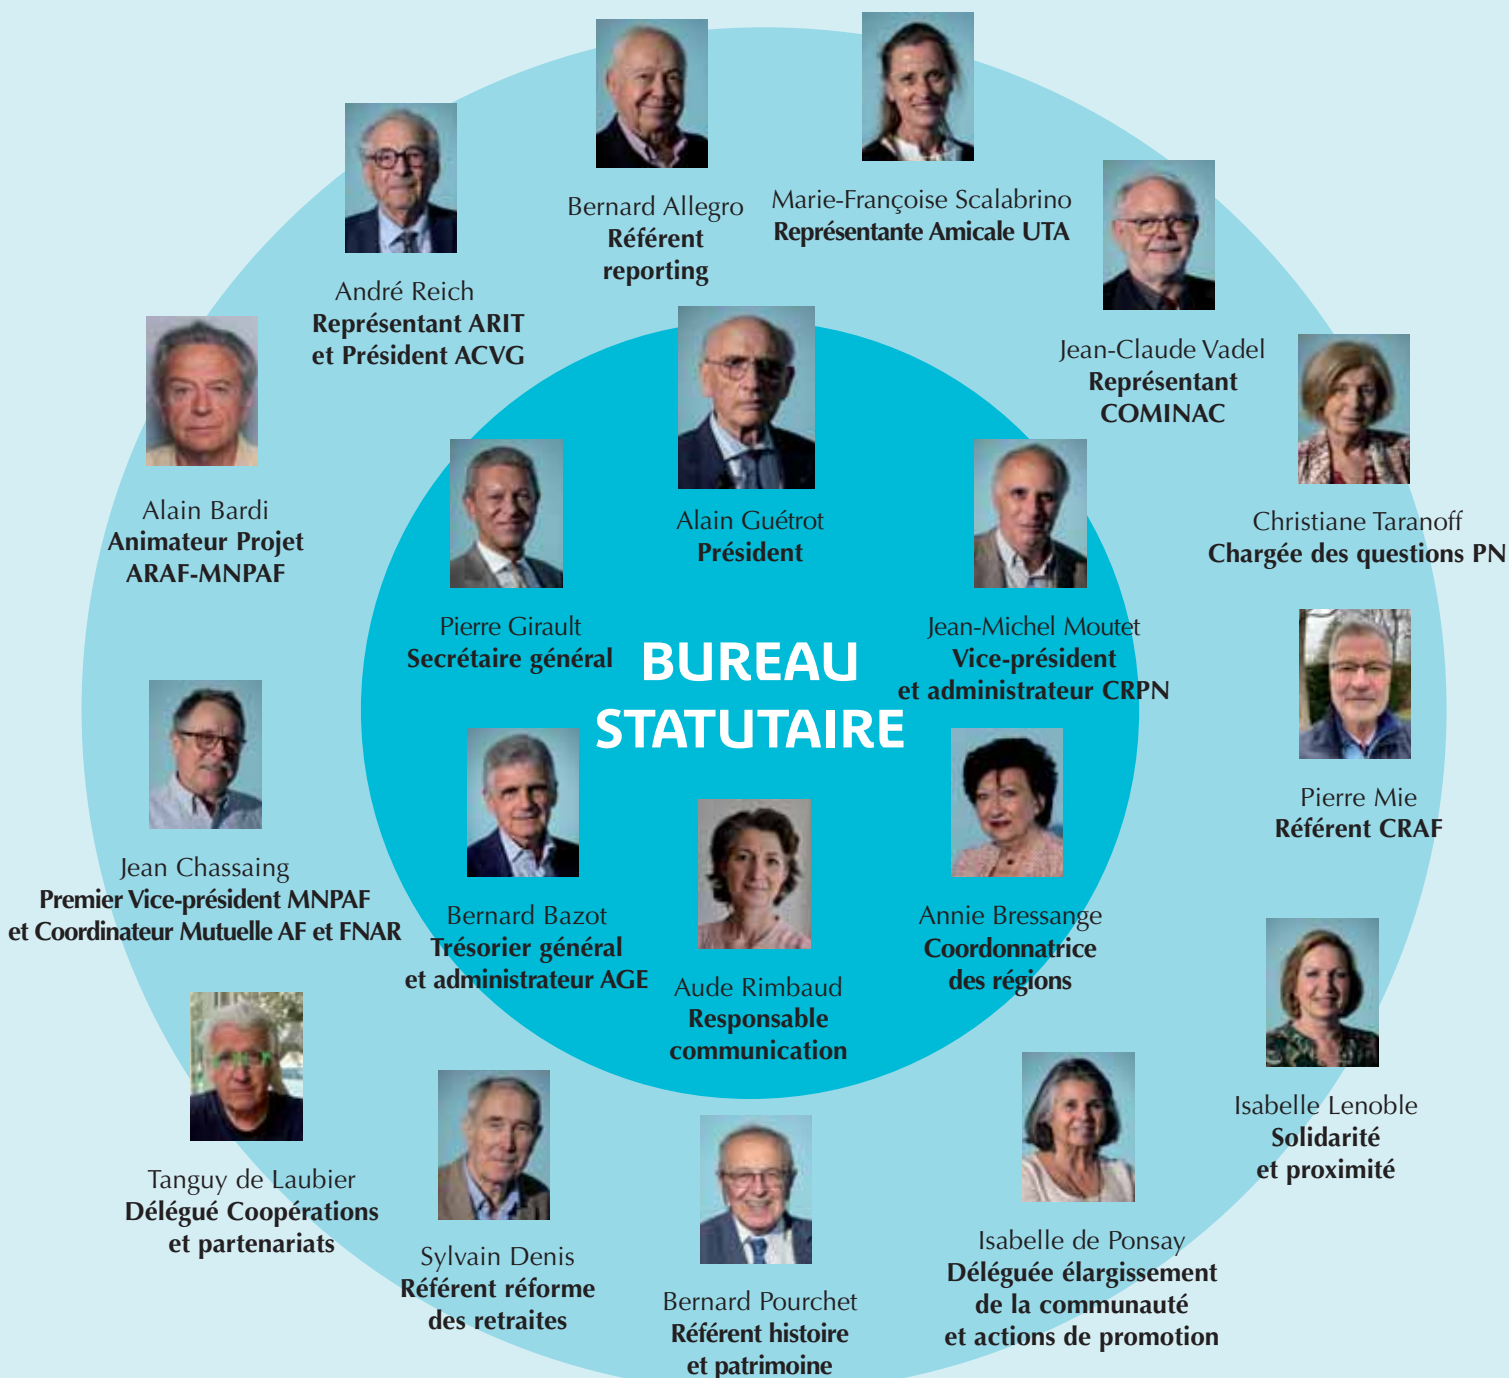 Bernard Allegro
Référent
reporting
Marie-Françoise Scalabrino
Représentante Amicale UTA
André Reich
Représentant ARIT
et Président ACVG
Jean-Claude Vadel
Représentant
COMINAC
Alain Bardi
Animateur Projet
ARAF-MNPAF
Alain Guétrot
Président
Christiane Taranoff
Chargée des questions PN
Pierre Girault
Secrétaire général
Jean-Michel Moutet
Vice-président
et administrateur CRPN
BUREAU
STATUTAIRE
Pierre Mie
Référent CRAF
Jean Chassaing
Premier Vice-président MNPAF
et Coordinateur Mutuelle AF et FNAR
Bernard Bazot
Trésorier général
et administrateur AGE
Aude Rimbaud
Responsable
communication
Annie Bressange
Coordonnatrice
des régions
Isabelle Lenoble
Solidarité
et proximité
Tanguy de Laubier
Délégué Coopérations
et partenariats
Sylvain Denis
Référent réforme
des retraites
Bernard Pourchet
Référent histoire
et patrimoine
Isabelle de Ponsay
Déléguée élargissement
de la communauté
et actions de promotion